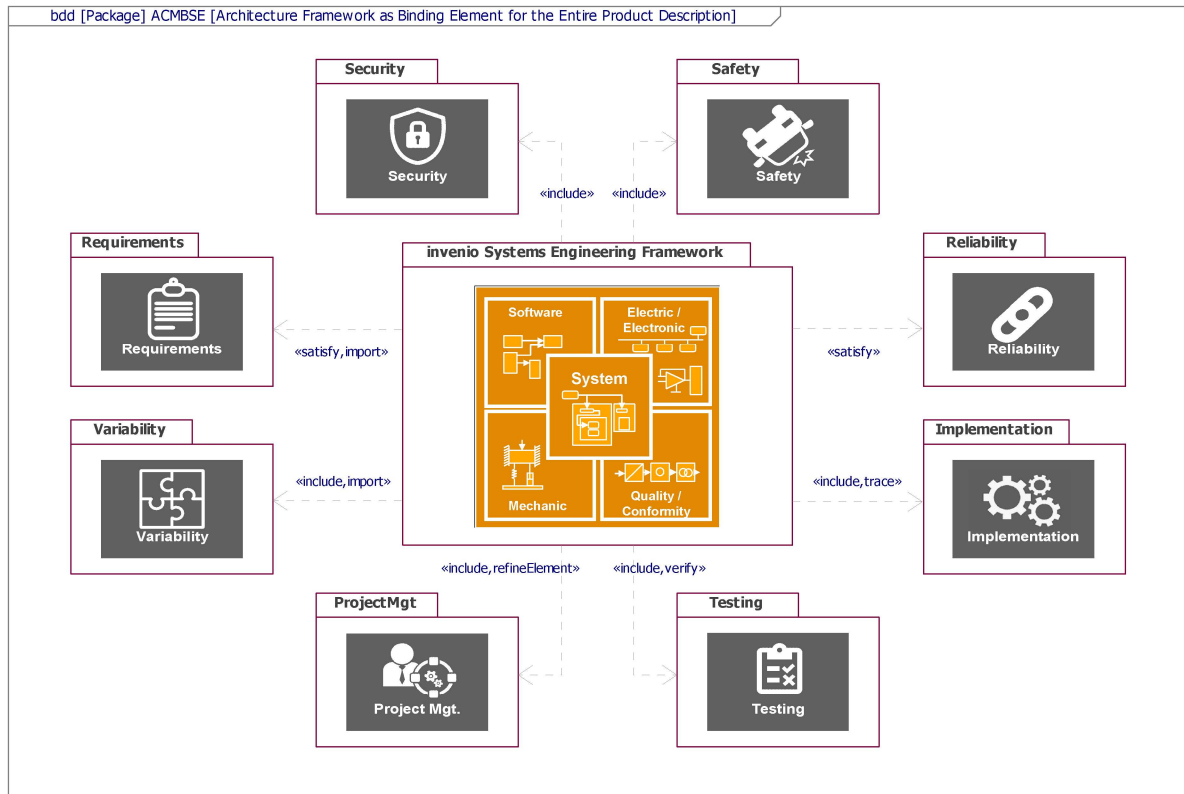 bdd [Package] ACMBSE [Architecture Framework as Binding Element for the Entire Product Description]
Security
Security
Safety
Safety
«include»
«include»
Requirements
Requirements
«satisfy,import»
invenio Systems Engineering Framework
Software
Electric /
Electronic
System
Mechanic
Quality /
Conformity
Reliability
Reliability
«satisfy»
Variability
Variability
«include,import»
Implementation
Implementation
«include,trace»
«include,refineElement»
«include,verify»
ProjectMgt
Project Mgt.
Testing
Testing